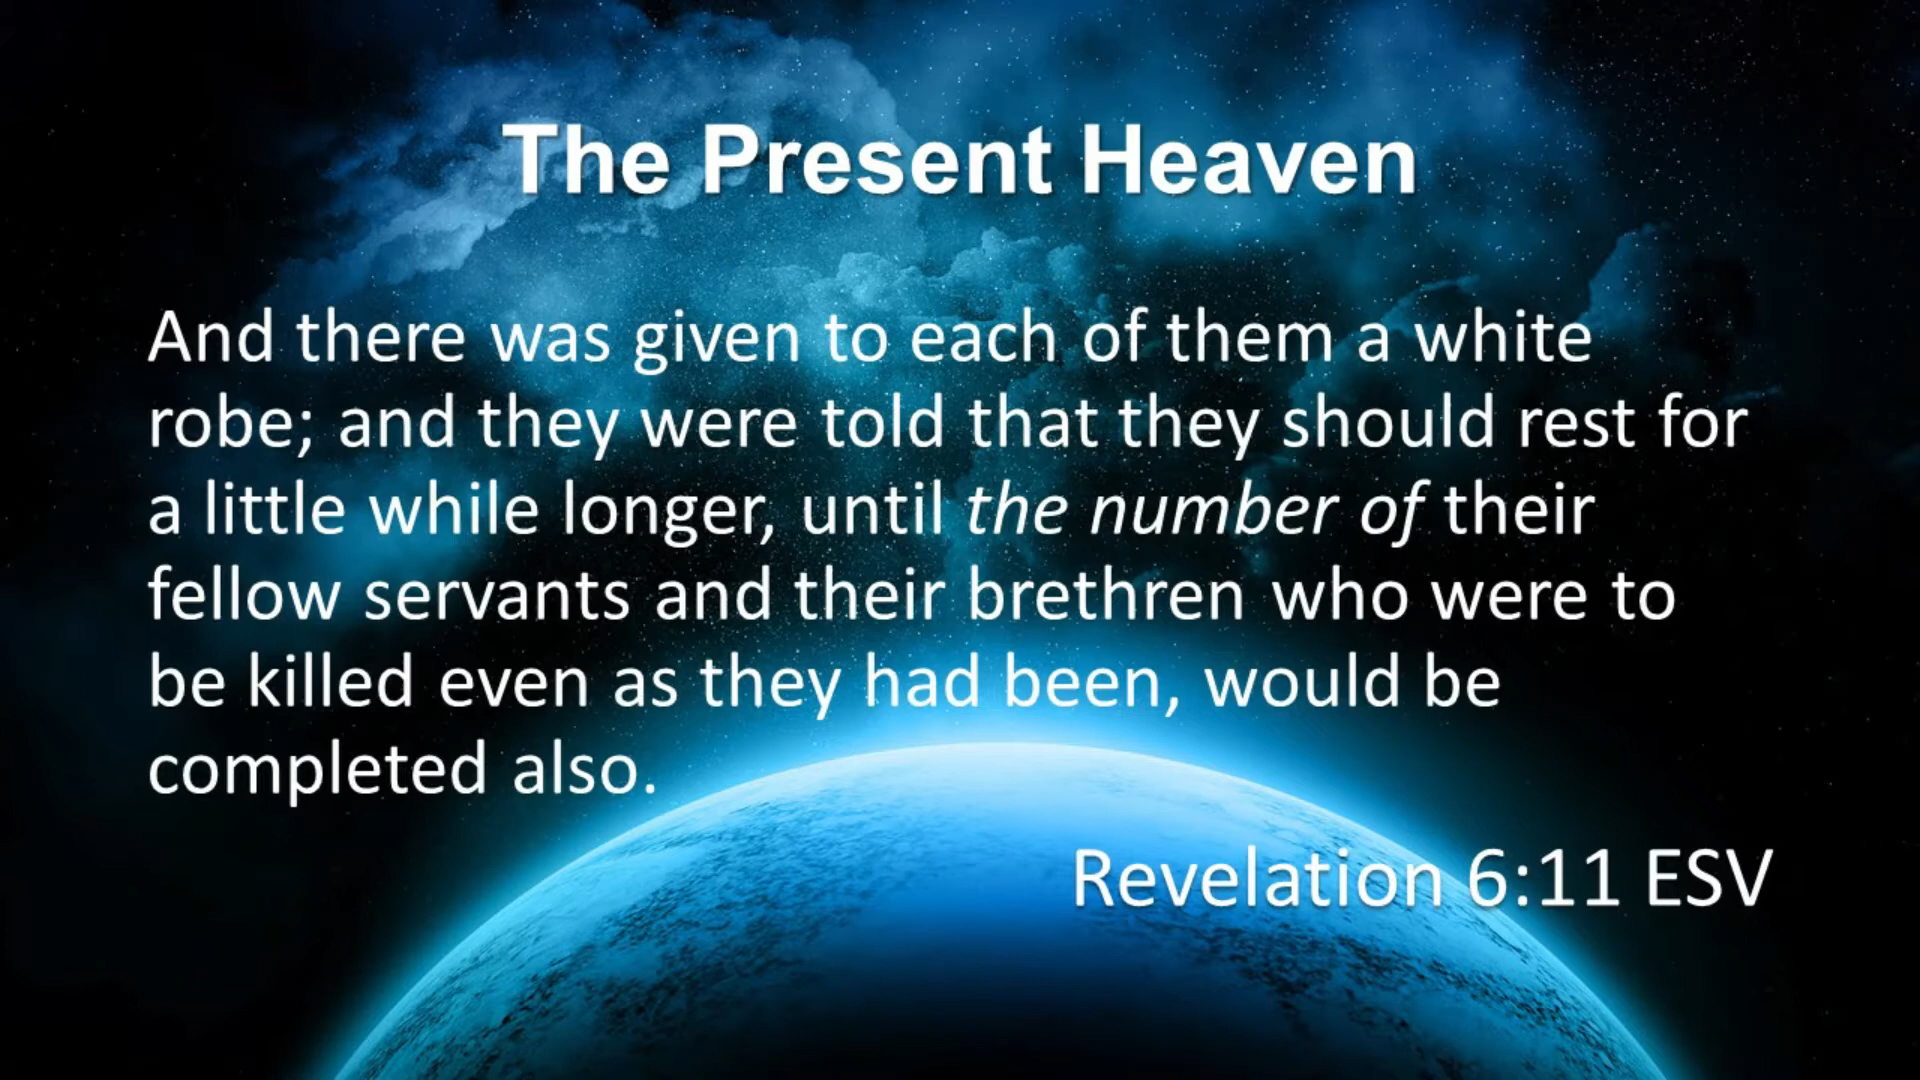 The Present Heaven
And there was given to each of them a white
robe; and they were told that they should rest for
a little while longer, until the number of their
fellow servants and their brethren who were to
be killed even as they had been, would be
completed also.
Revelation 6:11 ESV